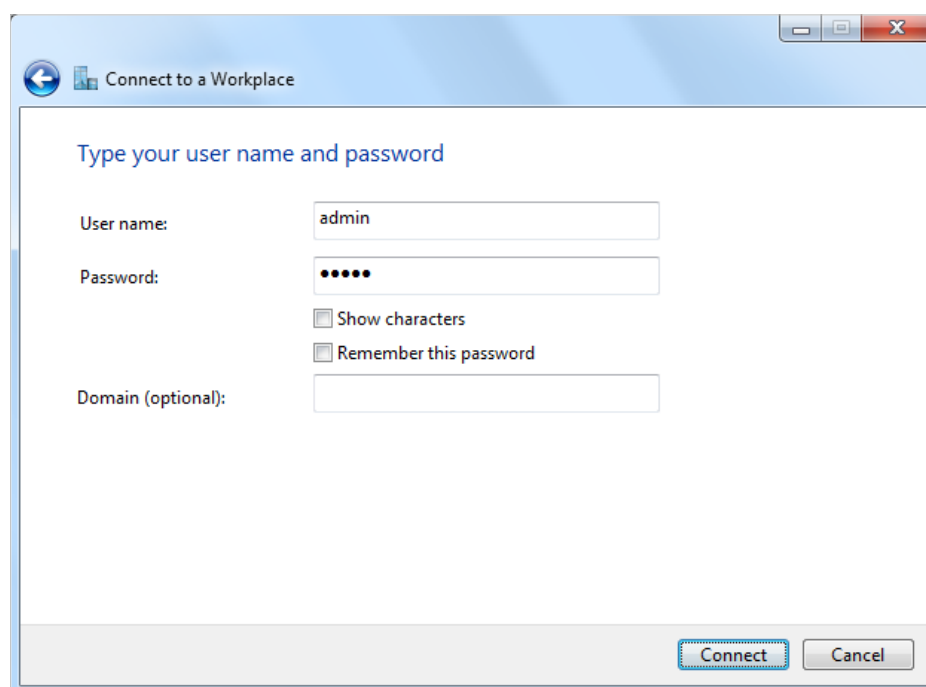 Connect to a Workplace
Type your user name and password
User name: admin
Password: •••••
Show characters
Remember this password
Domain (optional):
Connect Cancel